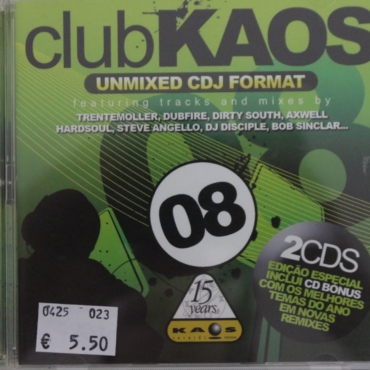 clubKAOS
UNMIXED CDJ FORMAT
featuring tracks and mixes by
TRENTEMOLLER, DUBFIRE, DIRTY SOUTH, AXWELL
HARDSOUL, STEVE ANGELLO, DJ DISCIPLE, BOB SINCLAR...
08
2CDS
EDIÇÃO ESPECIAL
INCLUI CD BÓNUS
COM OS MELHORES
TEMAS DO ANO
EM NOVAS
REMIXES
15
years
KAOS
records
0425 023
€ 5.50